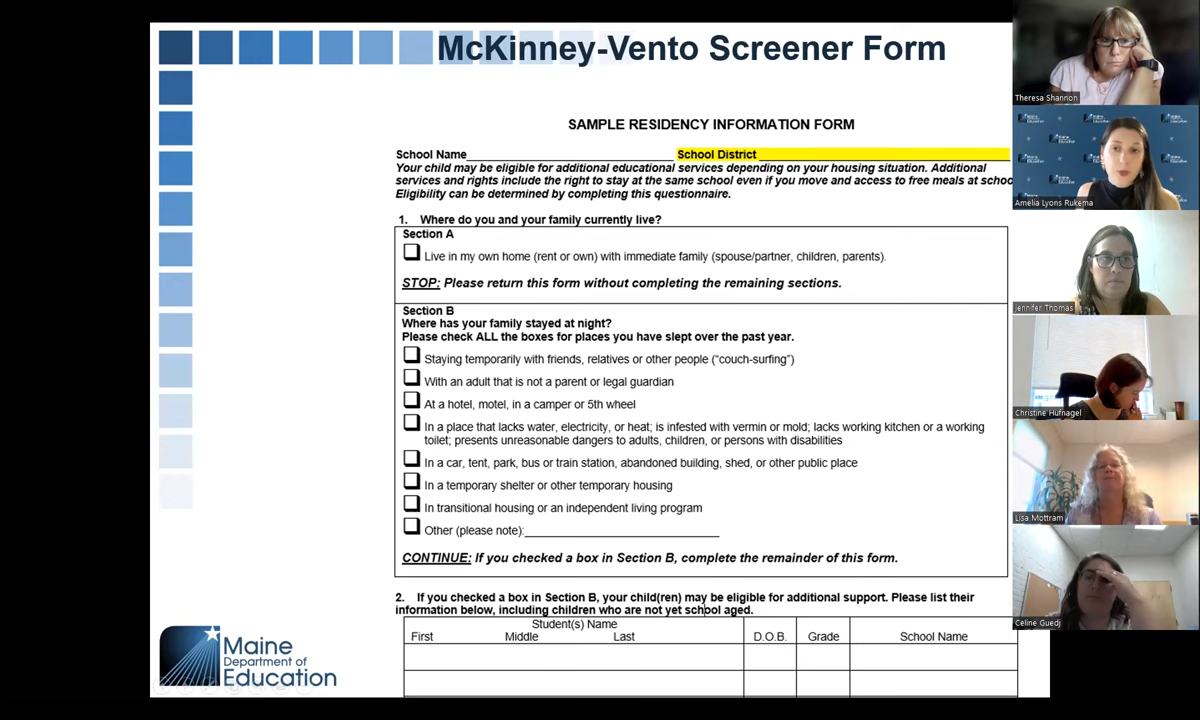 McKinney-Vento Screener Form
SAMPLE RESIDENCY INFORMATION FORM
School Name____ School District____
Your child may be eligible for additional educational services depending on your housing situation. Additional
services and rights include the right to stay at the same school even if you move and access to free meals at schoo
Eligibility can be determined by completing this questionnaire.
1. Where do you and your family currently live?
Section A
Live in my own home (rent or own) with immediate family (spouse/partner, children, parents).
STOP: Please return this form without completing the remaining sections.
Section B
Where has your family stayed at night?
Please check ALL the boxes for places you have slept over the past year.
Staying temporarily with friends, relatives or other people (“couch-surfing”)
With an adult that is not a parent or legal guardian
At a hotel, motel, in a camper or 5th wheel
In a place that lacks water, electricity, or heat; is infested with vermin or mold; lacks working kitchen or a working
toilet; presents unreasonable dangers to adults, children, or persons with disabilities
In a car, tent, park, bus or train station, abandoned building, shed, or other public place
In a temporary shelter or other temporary housing
In transitional housing or an independent living program
Other (please note):____
CONTINUE: If you checked a box in Section B, complete the remainder of this form.
2. If you checked a box in Section B, your child(ren) may be eligible for additional support. Please list their
information below, including children who are not yet school aged.
Student(s) Name
First Middle Last D.O.B. Grade School Name
Maine
Department of
Education
Theresa Shannon
Amelia Lyons Rukema
Jennifer Thomas
Christine Hufnagel
Lisa Mottram
Celine Guedj